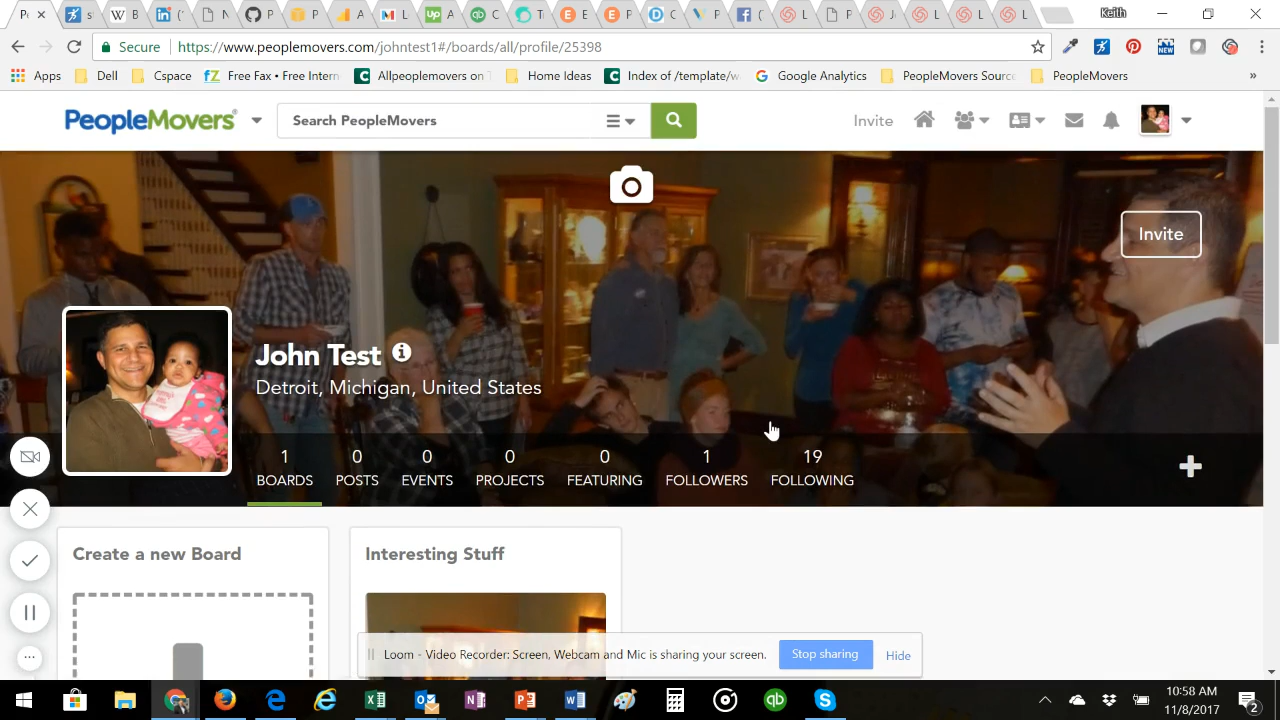 Keith
Secure https://www.peoplemovers.com/johntest1#/boards/all/profile/25398
Apps Dell Cspace Free Fax • Free Intern Allpeoplemovers on Home Ideas Index of /template/w Google Analytics PeopleMovers Source PeopleMovers
PeopleMovers Search PeopleMovers Invite
NEW
Invite
John Test
Detroit, Michigan, United States
1 0 0 0 0 1 19
BOARDS POSTS EVENTS PROJECTS FEATURING FOLLOWERS FOLLOWING
Create a new Board
Interesting Stuff
Loom - Video Recorder: Screen, Webcam and Mic is sharing your screen. Stop sharing Hide
10:58 AM
11/8/2017
2